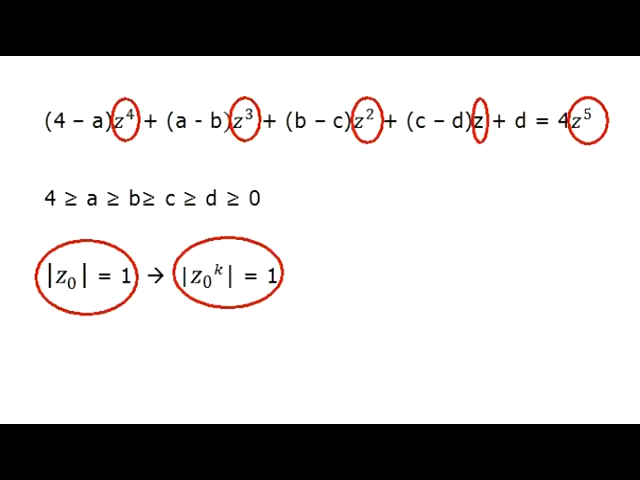 (4 – a)z⁴ + (a - b)z³ + (b – c)z² + (c – d)z + d = 4z⁵
4 ≥ a ≥ b≥ c ≥ d ≥ 0
|z₀| = 1 → |z₀ᵏ| = 1